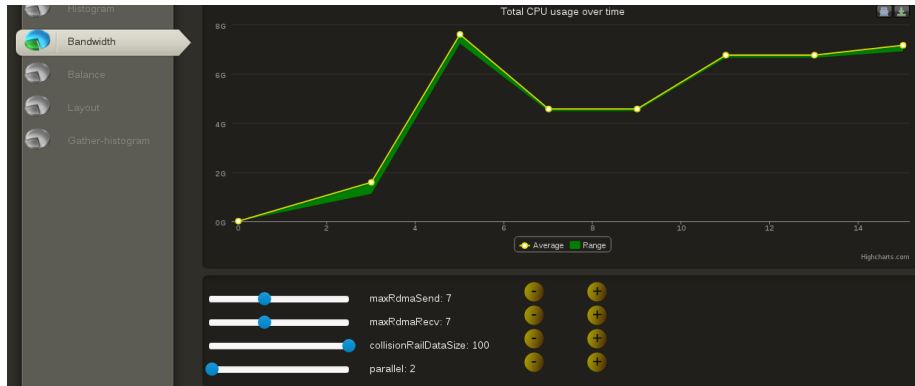 Histogram
Bandwidth
Balance
Layout
Gather-histogram
Total CPU usage over time
8G
6G
4G
2G
0G
0 2 4 6 8 10 12 14
Average Range
Highcharts.com
maxRdmaSend: 7 - +
maxRdmaRecv: 7 - +
collisionRailDataSize: 100 - +
parallel: 2 - +